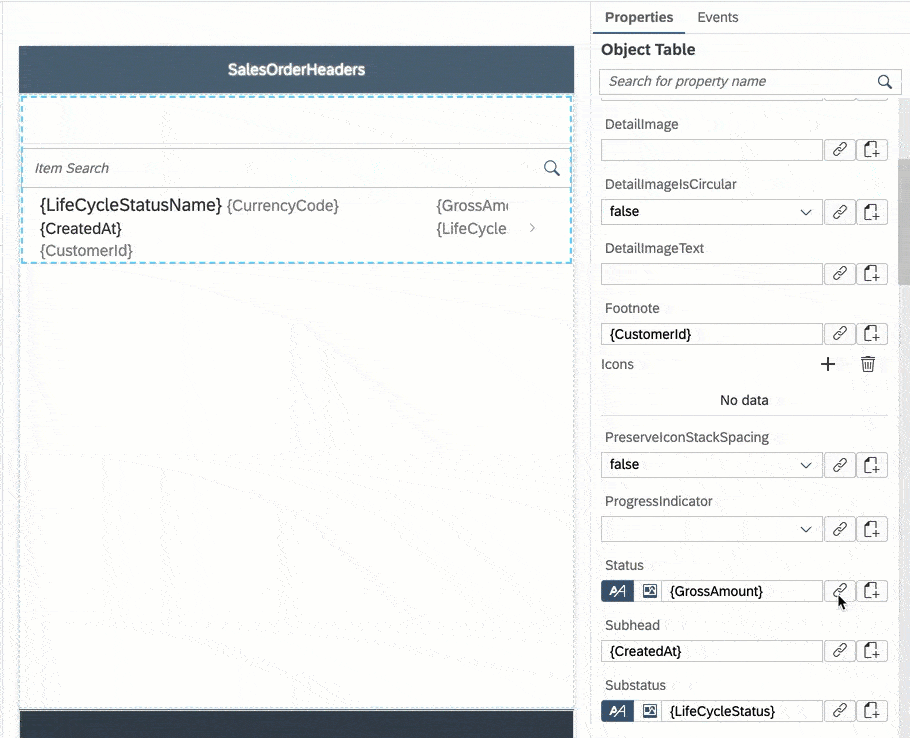 Properties Events
Object Table
Search for property name
SalesOrderHeaders
Item Search
{LifeCycleStatusName} {CurrencyCode} {GrossAm
{CreatedAt} {LifeCycle
{CustomerId}
DetailImage
DetailImageIsCircular
false
DetailImageText
Footnote
{CustomerId}
Icons
No data
PreserveIconStackSpacing
false
ProgressIndicator
Status
{GrossAmount}
Subhead
{CreatedAt}
Substatus
{LifeCycleStatus}